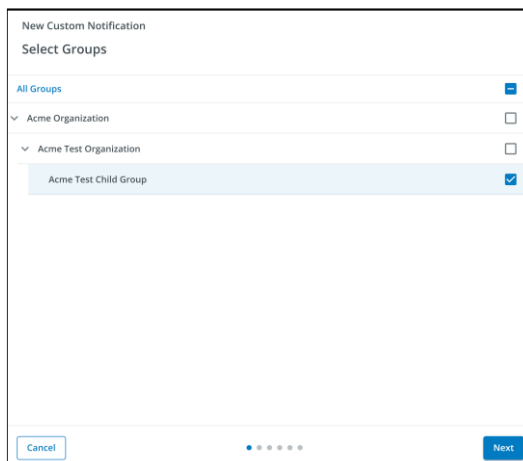 New Custom Notification
Select Groups
All Groups
Acme Organization
Acme Test Organization
Acme Test Child Group
Cancel
Next